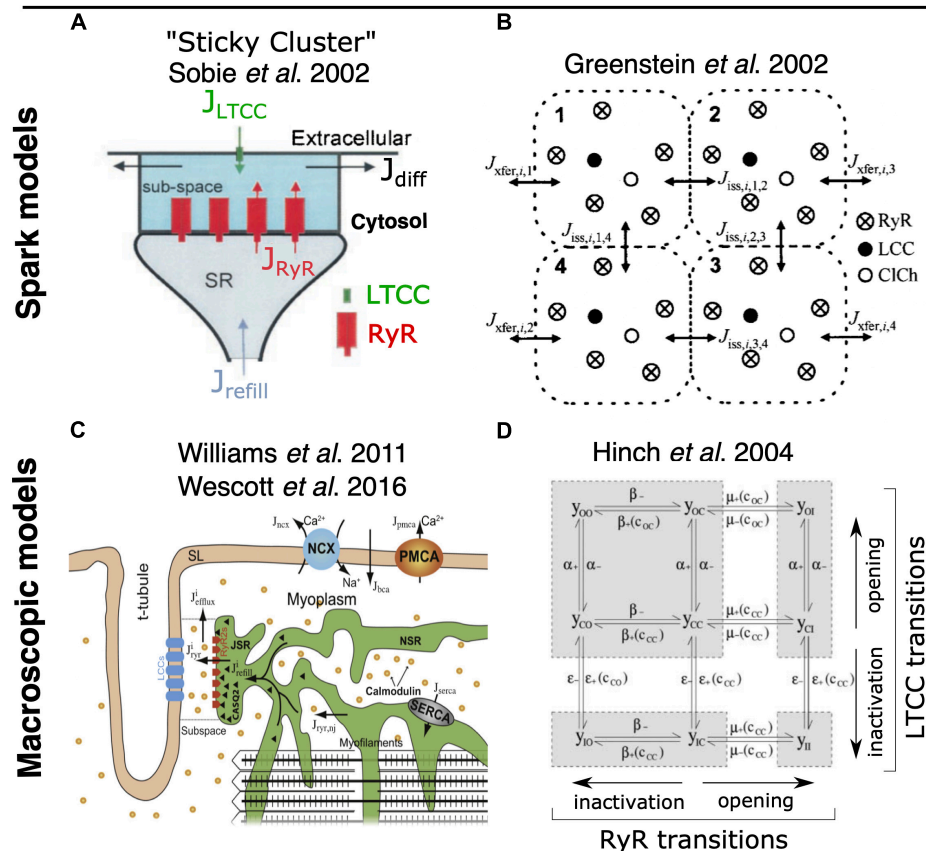 Spark models
A
"Sticky Cluster"
Sobie et al. 2002
J_LTCC
Extracellular
J_diff
sub-space
Cytosol
J_RyR
SR
LTCC
RyR
J_refill
B
Greenstein et al. 2002
1
2
J_xfer,i,1
J_iss,i,1,2
J_xfer,i,3
J_iss,i,1,4
J_iss,i,2,3
RyR
LCC
ClCh
4
3
J_xfer,i,2
J_iss,i,3,4
J_xfer,i,4
Macroscopic models
C
Williams et al. 2011
Wescott et al. 2016
J_ncx
Ca²⁺
J_pmca
Ca²⁺
SL
NCX
PMCA
Na⁺
J_bca
t-tubule
Myoplasm
J^i_efflux
JSR
NSR
RyR2s
LCCs
J^i_ryr
J^i_refill
CASQ2
Calmodulin
J_serca
SERCA
Subspace
J_ryr,nj
Myofilaments
D
Hinch et al. 2004
y_OO
β₋
β₊(c_OC)
y_OC
μ₊(c_OC)
μ₋(c_OC)
y_OI
α₊ α₋
α₊ α₋
α₊ α₋
y_CO
β₋
β₊(c_CC)
y_CC
μ₊(c_CC)
μ₋(c_CC)
y_CI
ε₋ ε₊(c_CO)
ε₋ ε₊(c_CC)
ε₋ ε₊(c_CC)
y_IO
β₋
β₊(c_CC)
y_IC
μ₊(c_CC)
μ₋(c_CC)
y_II
opening
inactivation
LTCC transitions
inactivation
opening
RyR transitions